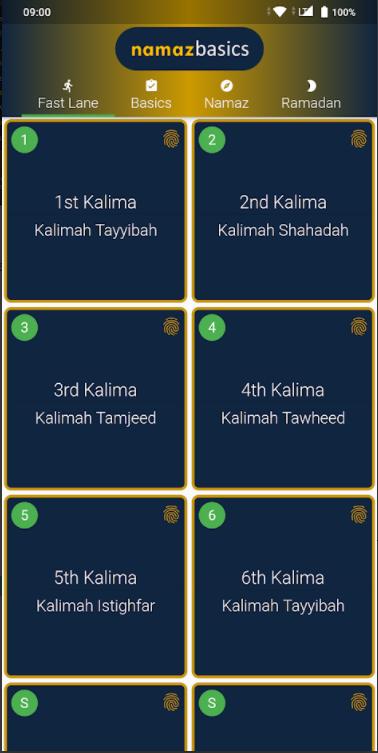 09:00
LTE 100%
namazbasics
Fast Lane Basics Namaz Ramadan
1 2
1st Kalima 2nd Kalima
Kalimah Tayyibah Kalimah Shahadah
3 4
3rd Kalima 4th Kalima
Kalimah Tamjeed Kalimah Tawheed
5 6
5th Kalima 6th Kalima
Kalimah Istighfar Kalimah Tayyibah
S S